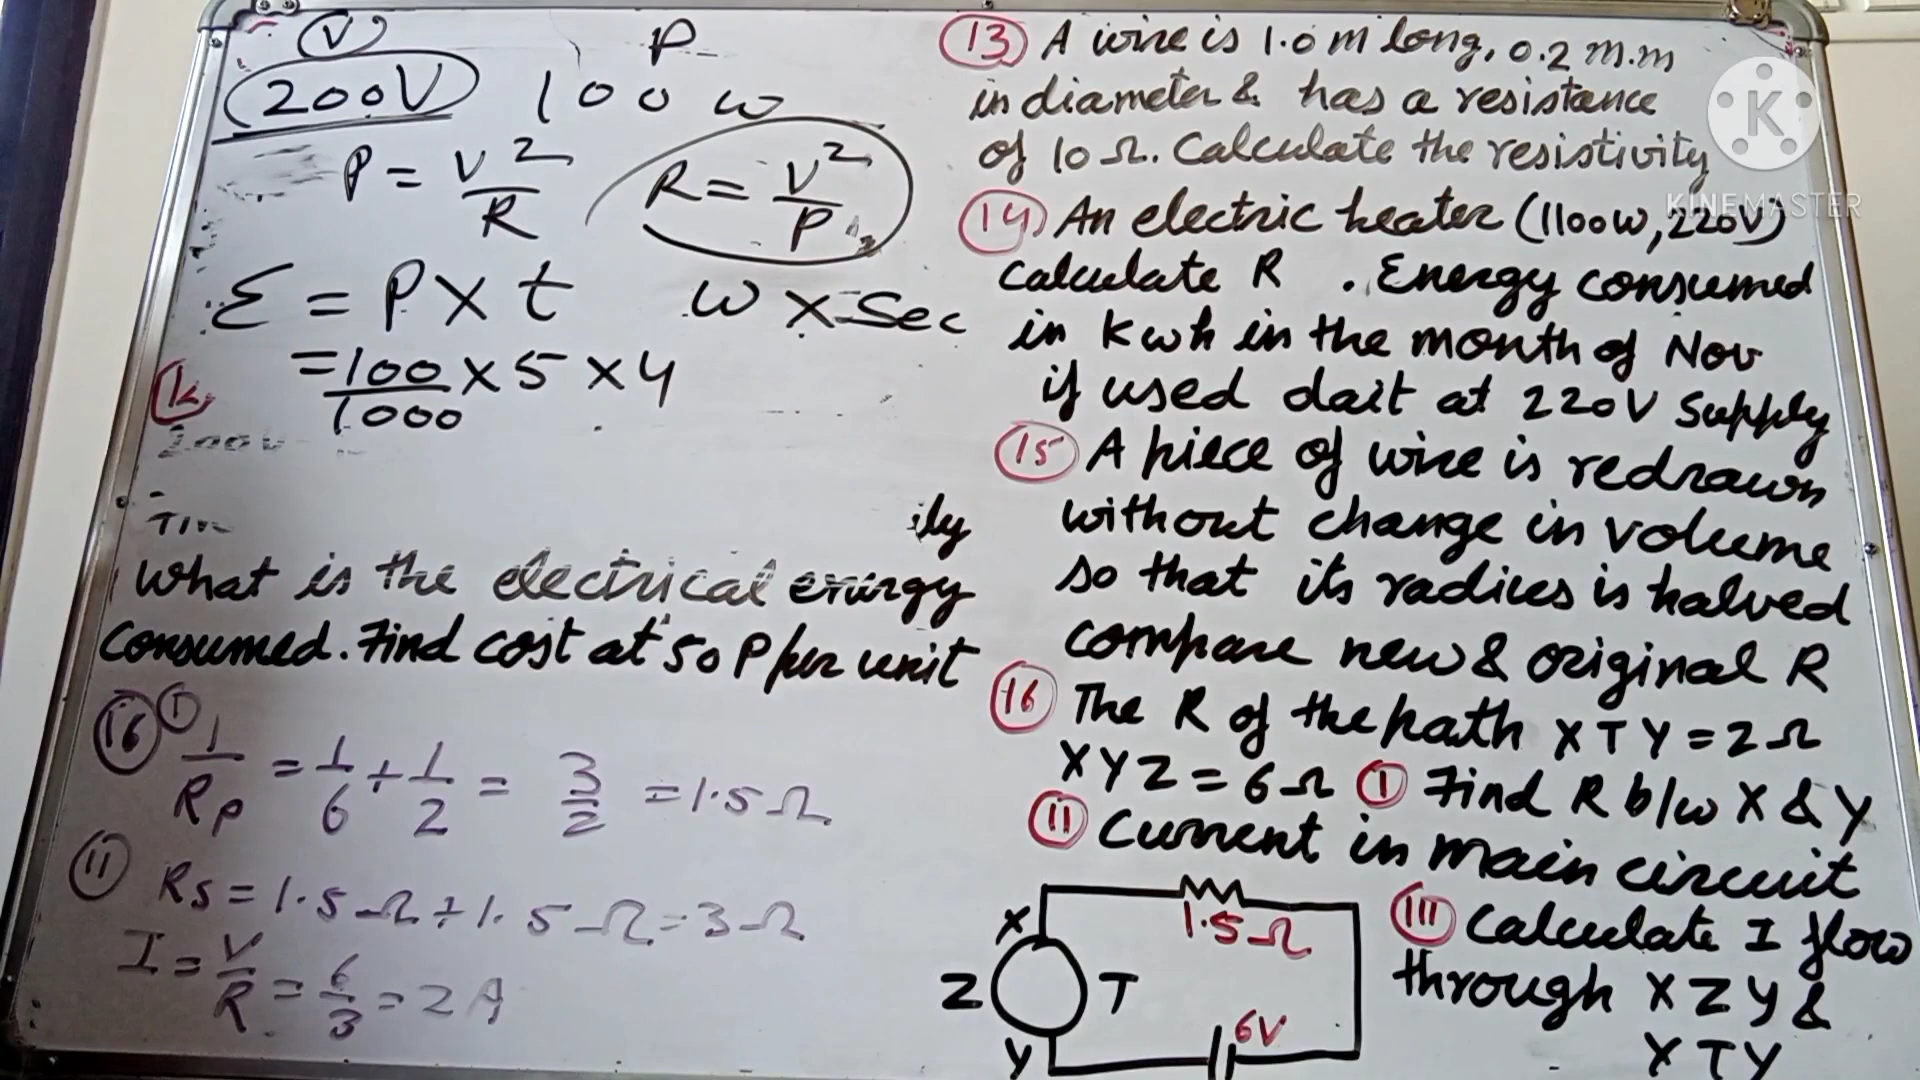 V P
200V 100 W
P = V²/R R = V²/P
E = P X t W X Sec
= 100/1000 X 5 X 4
12
200V
ily
What is the electrical energy
Consumed. Find cost at 50 P per unit
16 I 1/Rp = 1/6 + 1/2 = 3/2 = 1.5 Ω
II Rs = 1.5 Ω + 1.5 Ω = 3 Ω
I = V/R = 6/3 = 2 A
13 A wire is 1.0 m long, 0.2 m.m
in diameter & has a resistance
of 10 Ω. Calculate the resistivity
14 An electric heater (1100w, 220V)
Calculate R . Energy consumed
in Kwh in the month of Nov
if used dait at 220V Supply
15 A piece of wire is redrawn
without change in volume
so that its radices is halved
compare new & original R
16 The R of the path XTY = 2 Ω
XYZ = 6 Ω I Find R b/w X & Y
II Current in main circuit
III Calculate I flow
through XZY &
XTY
1.5 Ω
X
Z T
6V
Y
K
KINEMASTER